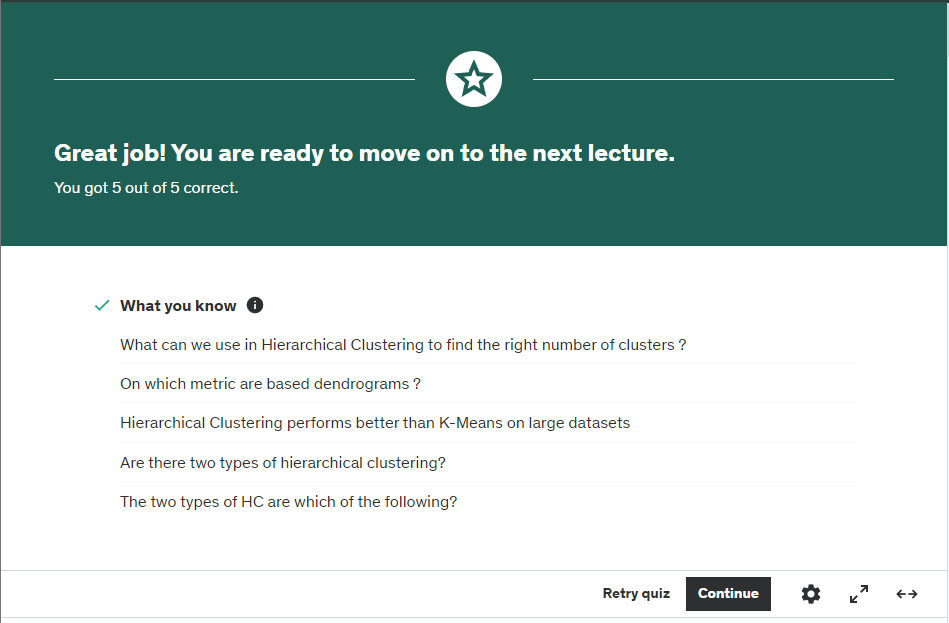 Great job! You are ready to move on to the next lecture.
You got 5 out of 5 correct.
What you know
What can we use in Hierarchical Clustering to find the right number of clusters ?
On which metric are based dendrograms ?
Hierarchical Clustering performs better than K-Means on large datasets
Are there two types of hierarchical clustering?
The two types of HC are which of the following?
Retry quiz Continue